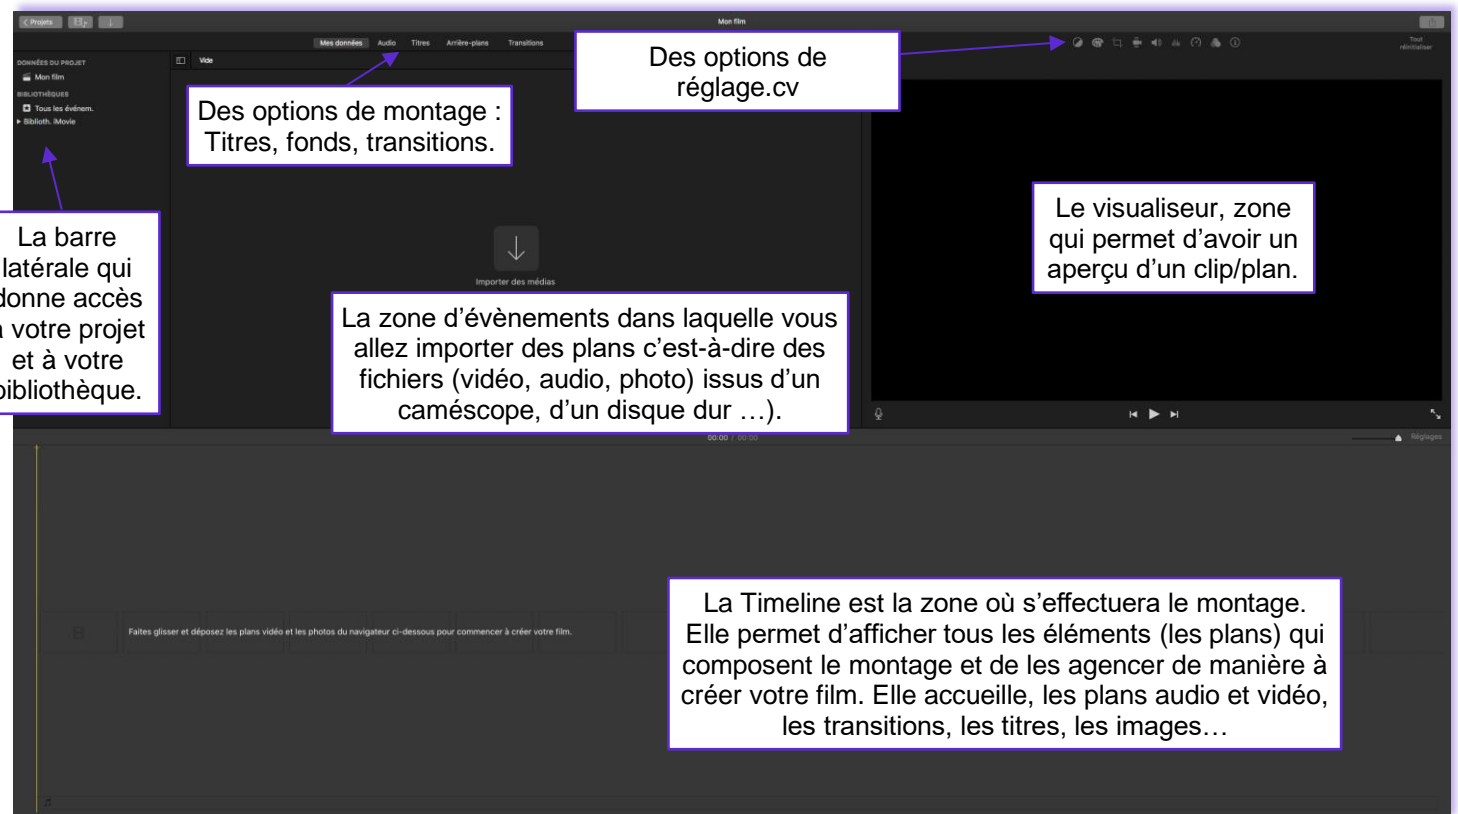 Projets
Mon film
Mes données Audio Titres Arrière-plans Transitions
Tout
réinitialiser
DONNÉES DU PROJET
Mon film
BIBLIOTHÈQUES
Tous les événem.
Biblioth. iMovie
Vide
Des options de
réglage.cv
Des options de montage :
Titres, fonds, transitions.
La barre
latérale qui
donne accès
à votre projet
et à votre
bibliothèque.
Le visualiseur, zone
qui permet d’avoir un
aperçu d’un clip/plan.
Importer des médias
La zone d’évènements dans laquelle vous
allez importer des plans c’est-à-dire des
fichiers (vidéo, audio, photo) issus d’un
caméscope, d’un disque dur …).
00:00 / 00:00
Réglages
Faites glisser et déposez les plans vidéo et les photos du navigateur ci-dessous pour commencer à créer votre film.
La Timeline est la zone où s’effectuera le montage.
Elle permet d’afficher tous les éléments (les plans) qui
composent le montage et de les agencer de manière à
créer votre film. Elle accueille, les plans audio et vidéo,
les transitions, les titres, les images…